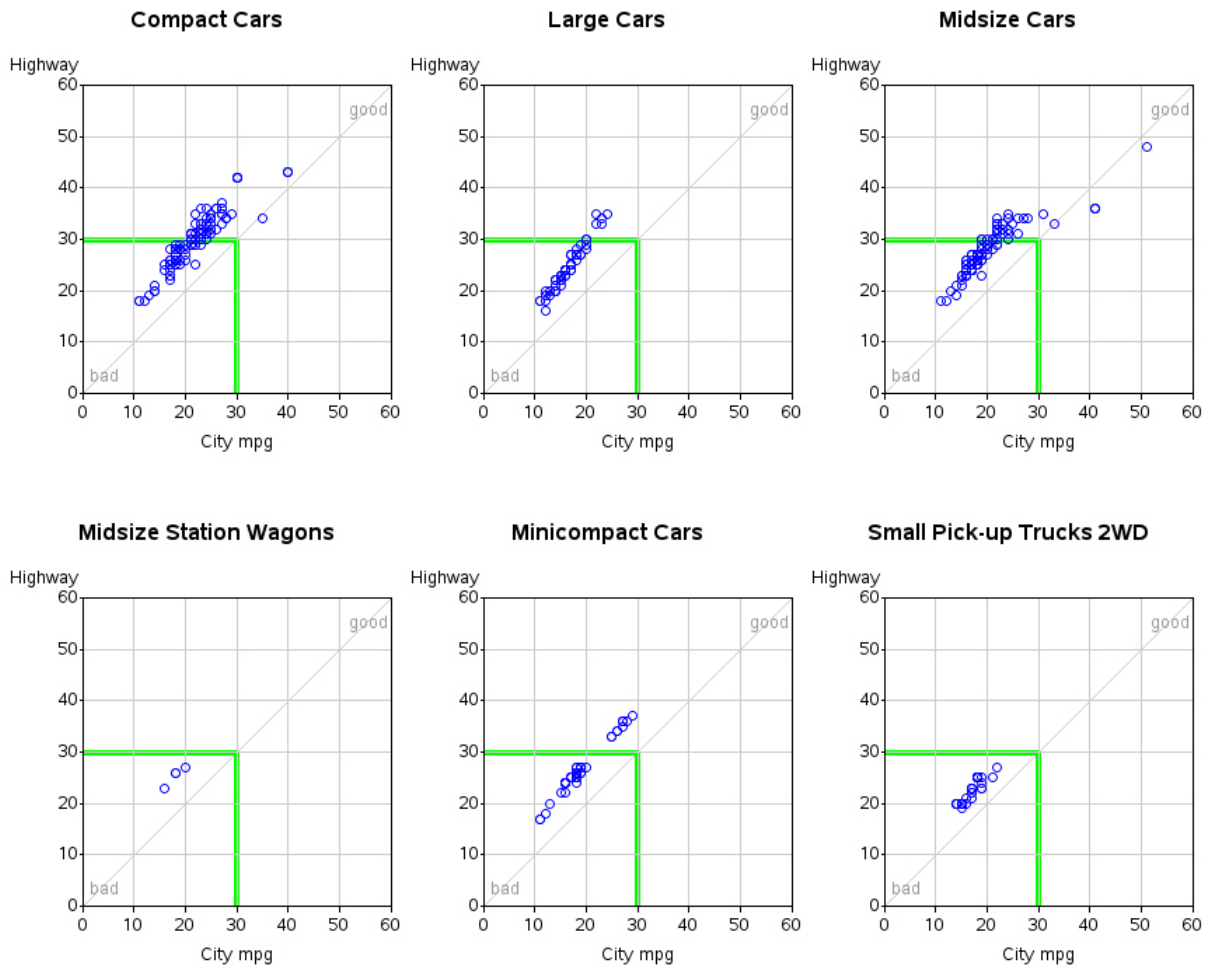 Compact Cars
Highway
60
50
40
30
20
10
0
good
bad
0 10 20 30 40 50 60
City mpg
Large Cars
Highway
60
50
40
30
20
10
0
good
bad
0 10 20 30 40 50 60
City mpg
Midsize Cars
Highway
60
50
40
30
20
10
0
good
bad
0 10 20 30 40 50 60
City mpg
Midsize Station Wagons
Highway
60
50
40
30
20
10
0
good
bad
0 10 20 30 40 50 60
City mpg
Minicompact Cars
Highway
60
50
40
30
20
10
0
good
bad
0 10 20 30 40 50 60
City mpg
Small Pick-up Trucks 2WD
Highway
60
50
40
30
20
10
0
good
bad
0 10 20 30 40 50 60
City mpg